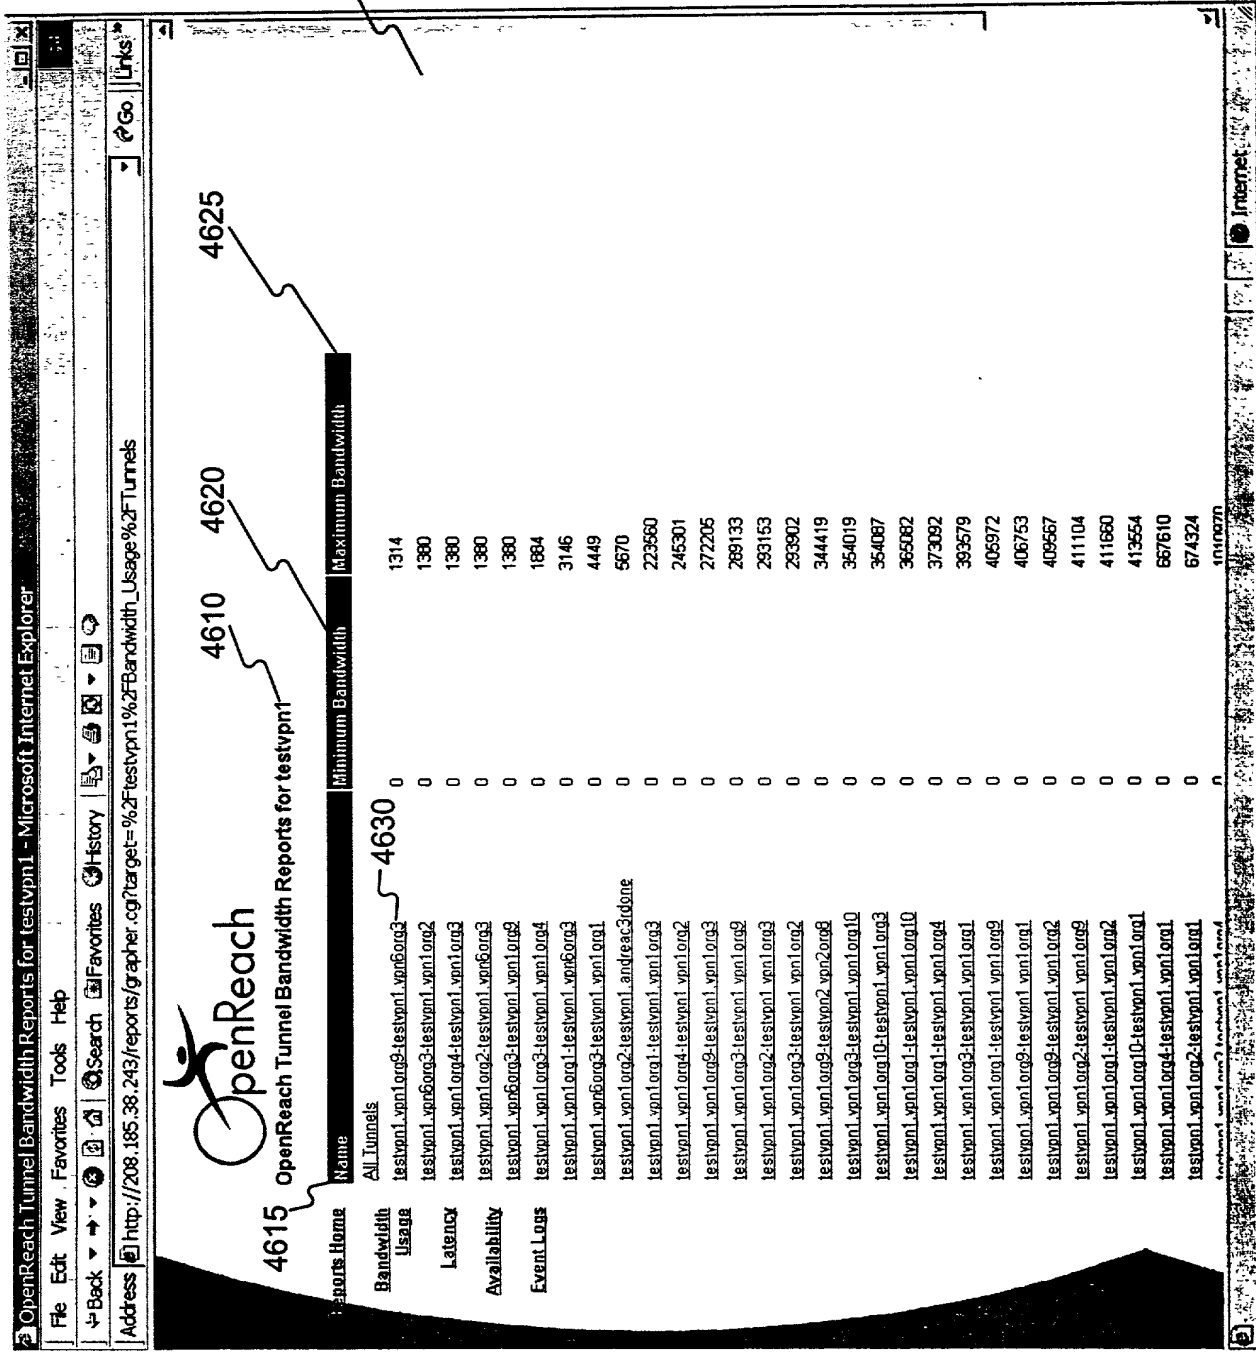 OpenReach Tunnel Bandwidth Reports for testvpn1 - Microsoft Internet Explorer
File Edit View Favorites Tools Help
Back Search Favorites History
Address http://208.185.38.243/reports/grapher.cgi?target=%2Ftestvpn1%2FBandwidth_Usage%2FTunnels Go Links »
penReach
4610
4620
4625
4615
OpenReach Tunnel Bandwidth Reports for testvpn1
Reports Home
Bandwidth
Usage
Latency
Availability
Event Logs
Name Minimum Bandwidth Maximum Bandwidth
All Tunnels
4630
testvpn1.vpn1org9-testvpn1.vpn6org3 0 1314
testvpn1.vpn6org3-testvpn1.vpn1org2 0 1380
testvpn1.vpn1org4-testvpn1.vpn1org3 0 1380
testvpn1.vpn1org2-testvpn1.vpn6org3 0 1380
testvpn1.vpn6org3-testvpn1.vpn1org9 0 1380
testvpn1.vpn1org3-testvpn1.vpn1org4 0 1884
testvpn1.vpn1org1-testvpn1.vpn6org3 0 3146
testvpn1.vpn6org3-testvpn1.vpn1org1 0 4449
testvpn1.vpn1org2-testvpn1.andreac3rdone 0 5670
testvpn1.vpn1org1-testvpn1.vpn1org3 0 223560
testvpn1.vpn1org4-testvpn1.vpn1org2 0 245301
testvpn1.vpn1org9-testvpn1.vpn1org3 0 272205
testvpn1.vpn1org3-testvpn1.vpn1org9 0 289133
testvpn1.vpn1org2-testvpn1.vpn1org3 0 293153
testvpn1.vpn1org3-testvpn1.vpn1org2 0 293902
testvpn1.vpn1org9-testvpn2.vpn2org8 0 344419
testvpn1.vpn1org3-testvpn1.vpn1org10 0 354019
testvpn1.vpn1org10-testvpn1.vpn1org3 0 354087
testvpn1.vpn1org1-testvpn1.vpn1org10 0 365082
testvpn1.vpn1org1-testvpn1.vpn1org4 0 373092
testvpn1.vpn1org3-testvpn1.vpn1org1 0 393579
testvpn1.vpn1org1-testvpn1.vpn1org9 0 405972
testvpn1.vpn1org9-testvpn1.vpn1org1 0 406753
testvpn1.vpn1org9-testvpn1.vpn1org2 0 409567
testvpn1.vpn1org2-testvpn1.vpn1org9 0 411104
testvpn1.vpn1org1-testvpn1.vpn1org2 0 411660
testvpn1.vpn1org10-testvpn1.vpn1org1 0 413554
testvpn1.vpn1org4-testvpn1.vpn1org1 0 667610
testvpn1.vpn1org2-testvpn1.vpn1org1 0 674324
Internet